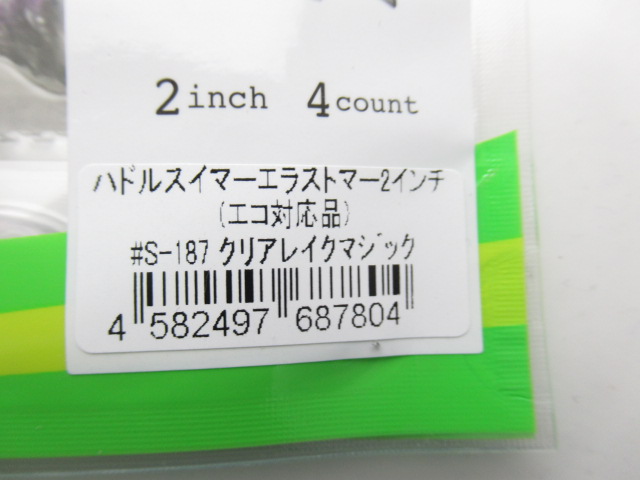 2inch 4count
ハドルスイマーエラストマー2インチ
(エコ対応品)
#S-187 クリアレイクマジック
4 582497 687804